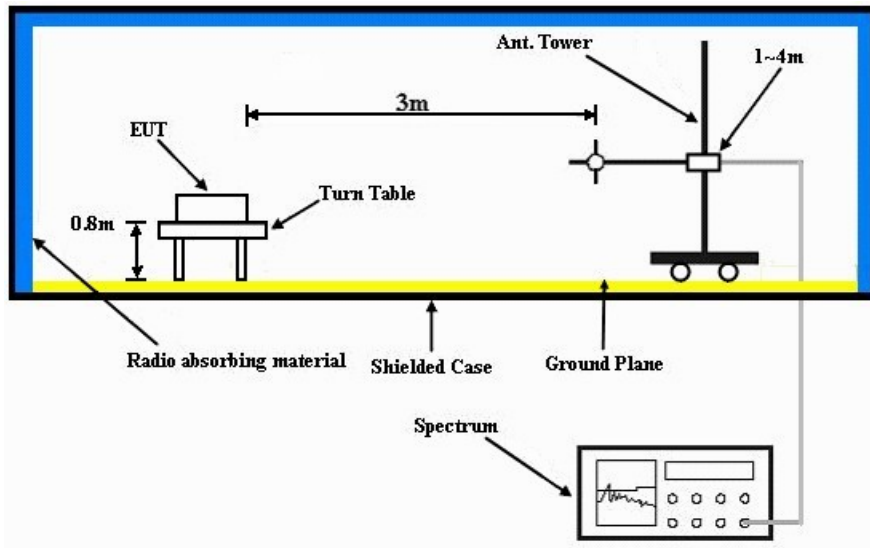 Ant. Tower
1~4m
3m
EUT
Turn Table
0.8m
Radio absorbing material
Shielded Case
Ground Plane
Spectrum